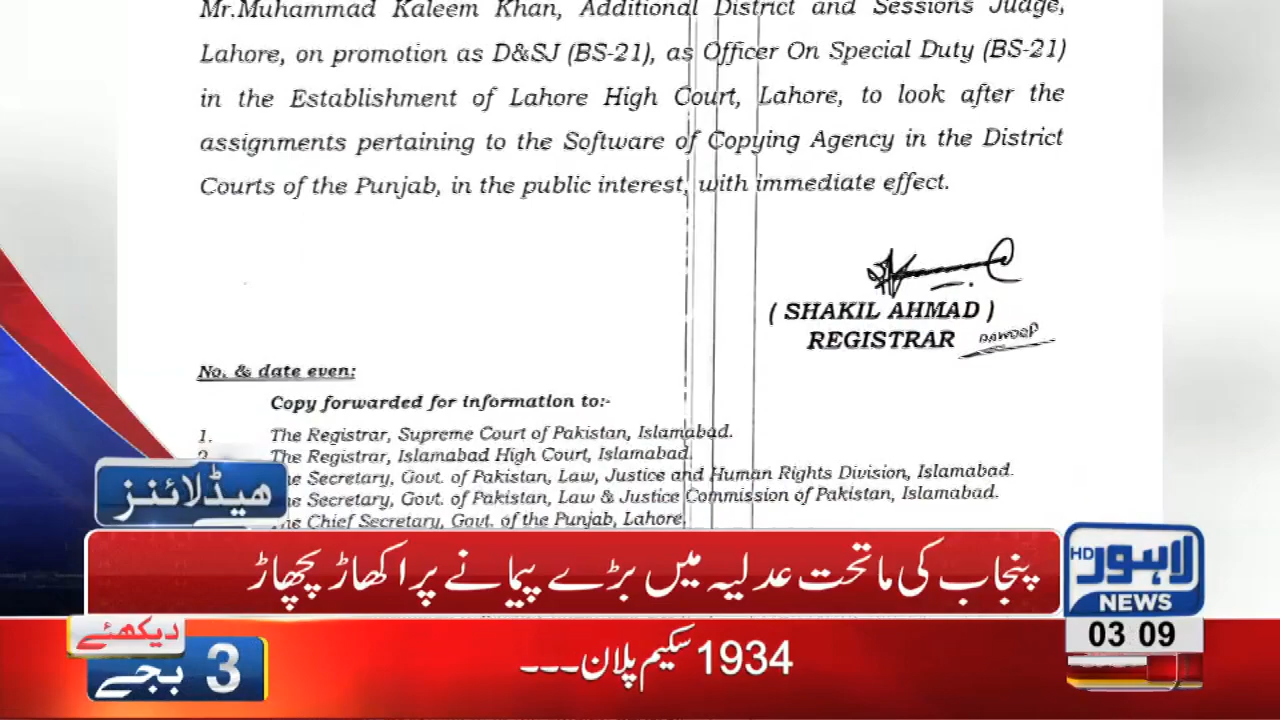 Mr.Muhammad Kaleem Khan, Additional District and Sessions Judge,
Lahore, on promotion as D&SJ (BS-21), as Officer On Special Duty (BS-21)
in the Establishment of Lahore High Court, Lahore, to look after the
assignments pertaining to the Software of Copying Agency in the District
Courts of the Punjab, in the public interest, with immediate effect.
( SHAKIL AHMAD )
REGISTRAR
DAWOOD
No. & date even:
Copy forwarded for information to:-
1. The Registrar, Supreme Court of Pakistan, Islamabad.
2. The Registrar, Islamabad High Court, Islamabad.
he Secretary, Govt. of Pakistan, Law, Justice and Human Rights Division, Islamabad.
he Secretary, Govt. of Pakistan, Law & Justice Commission of Pakistan, Islamabad.
he Chief Secretary, Govt. of the Punjab, Lahore.
ہیڈلائنز
پنجاب کی ماتحت عدلیہ میں بڑے پیمانے پر اکھاڑ پچھاڑ
HD لاہور
NEWS
03 09
دیکھئے
3 بجے
1934 سکیم پلان...